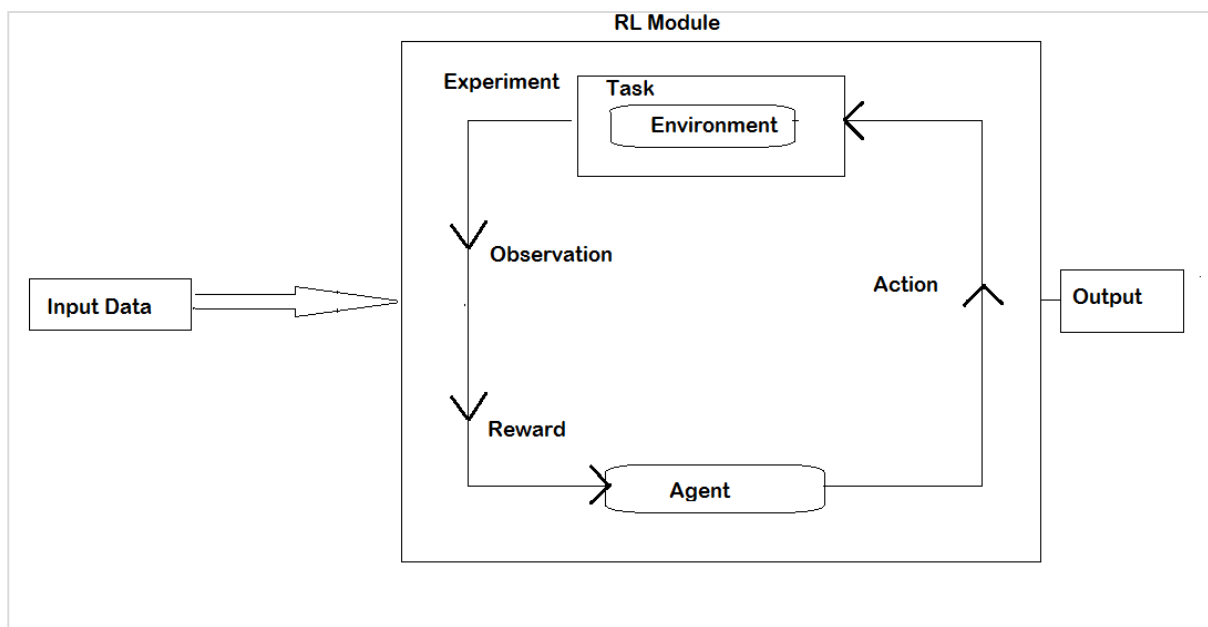 RL Module
Experiment
Task
Environment
Observation
Action
Input Data
Output
Reward
Agent